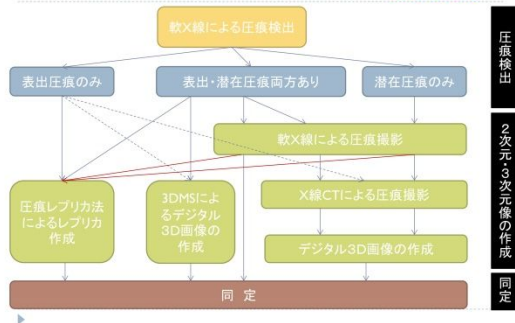 軟X線による圧痕検出
表出圧痕のみ
表出・潜在圧痕両方あり
潜在圧痕のみ
圧痕検出
軟X線による圧痕撮影
圧痕レプリカ法
によるレプリカ
作成
3DMSによ
るデジタル
3D画像の
作成
X線CTによる圧痕撮影
デジタル3D画像の作成
2次元・3次元像の作成
同 定
同定